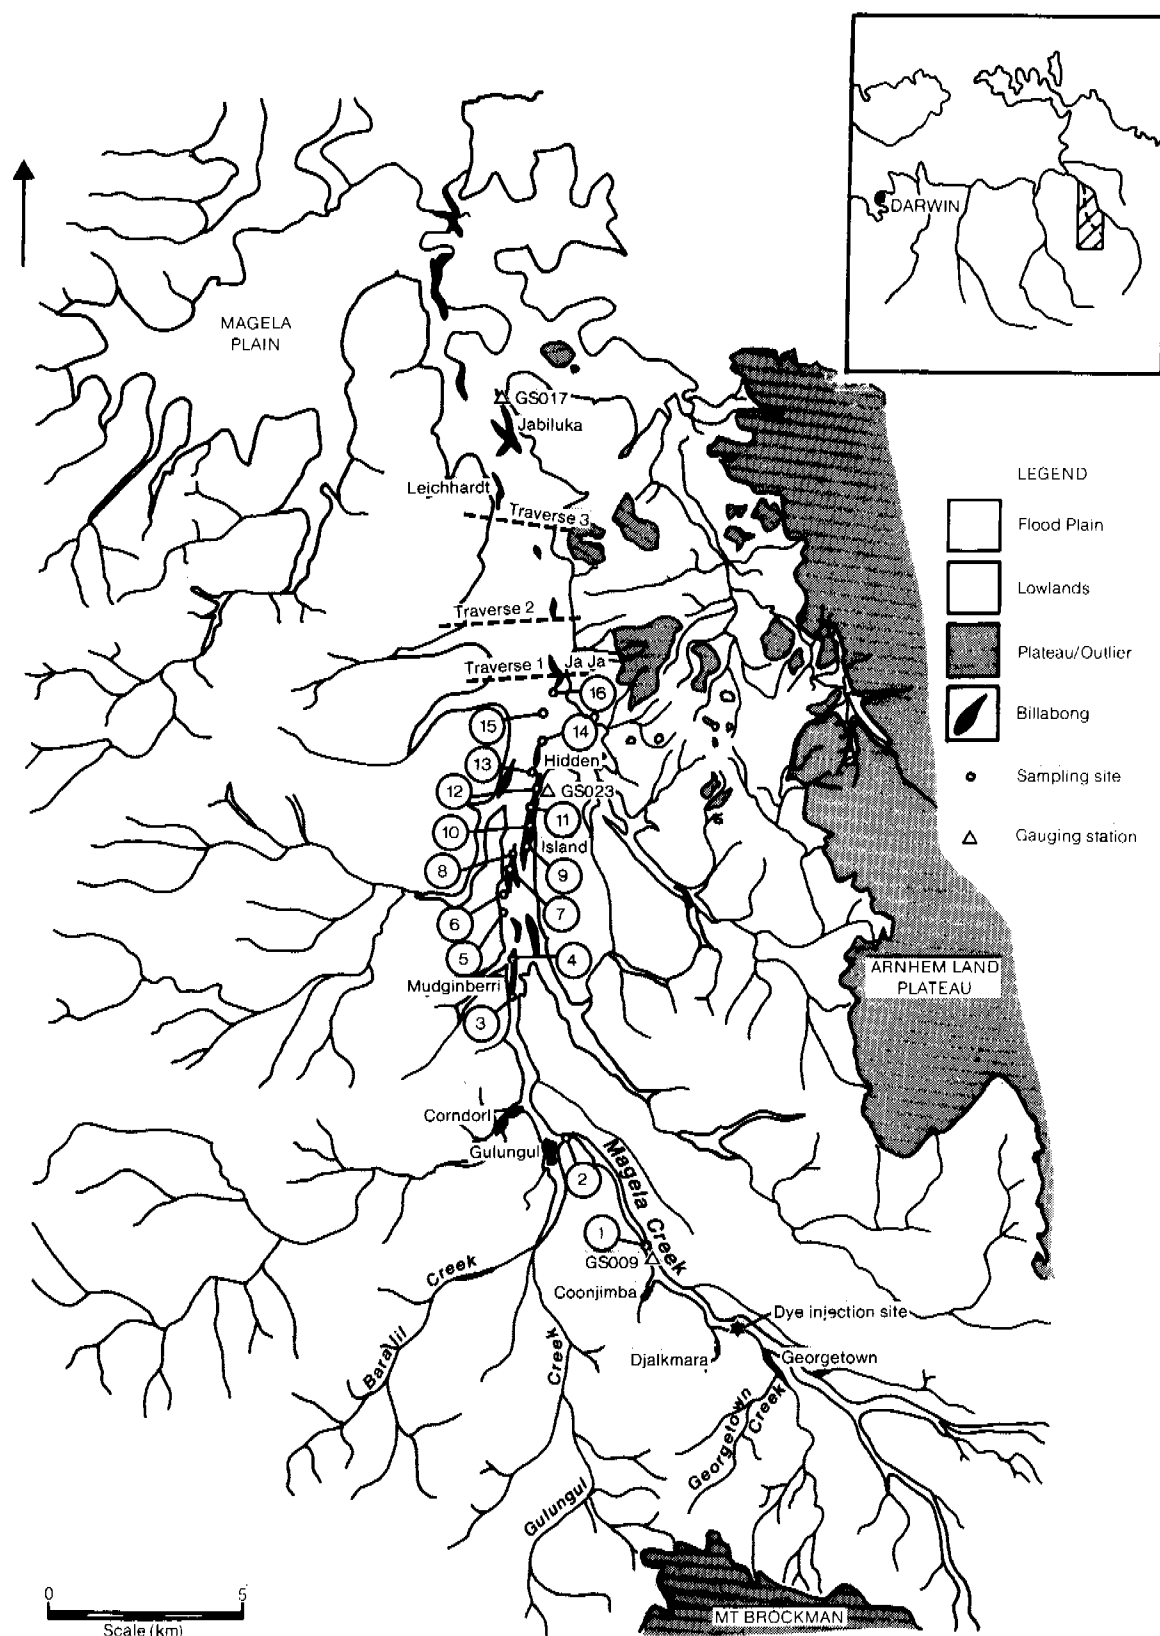 DARWIN
MAGELA
PLAIN
GS017
Jabiluka
Leichhardt
Traverse 3
Traverse 2
Traverse 1
Ja Ja
16
15
14
Hidden
13
12
GS023
11
10
Island
9
8
7
6
5
4
Mudginberri
3
Corndorl
Gulungul
2
Magela Creek
1
GS009
Coonjimba
Dye injection site
Djalkmara
Georgetown
Baralil Creek
Gulungul Creek
Georgetown
Creek
LEGEND
Flood Plain
Lowlands
Plateau/Outlier
Billabong
Sampling site
Gauging station
ARNHEM LAND
PLATEAU
MT BROCKMAN
0 5
Scale (km)